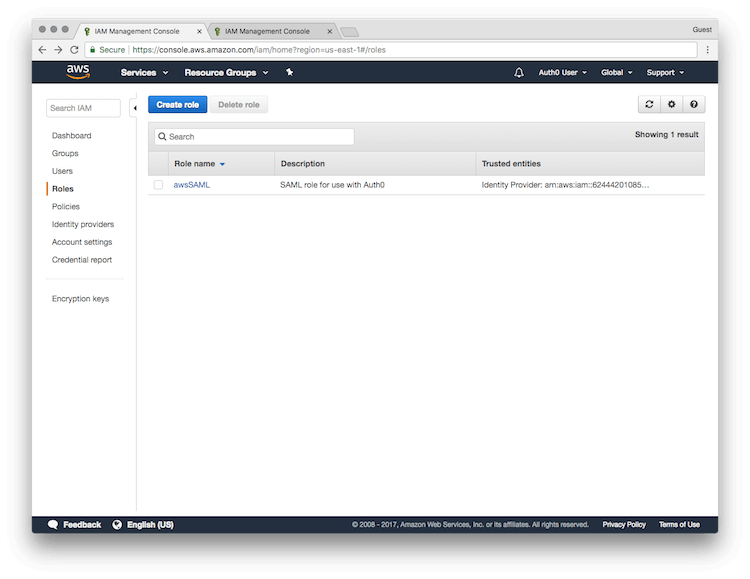 IAM Management Console
IAM Management Console
Guest
Secure https://console.aws.amazon.com/iam/home?region=us-east-1#/roles
aws Services Resource Groups Auth0 User Global Support
Search IAM
Dashboard
Groups
Users
Roles
Policies
Identity providers
Account settings
Credential report
Encryption keys
Create role Delete role
Search Showing 1 result
Role name Description Trusted entities
awsSAML SAML role for use with Auth0 Identity Provider: arn:aws:iam::62444201085…
Feedback English (US) © 2008 - 2017, Amazon Web Services, Inc. or its affiliates. All rights reserved. Privacy Policy Terms of Use